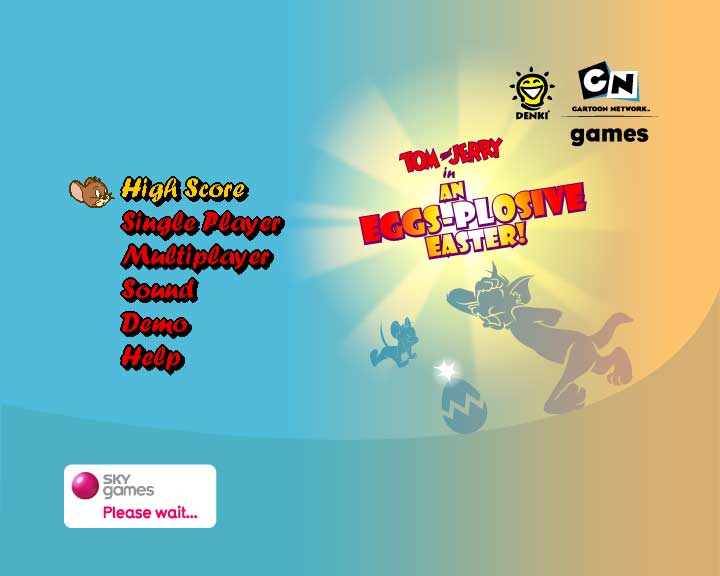 DENKI
CN
CARTOON NETWORK
games
TOM and JERRY
in
AN
EGGS-PLOSIVE
EASTER!
High Score
Single Player
Multiplayer
Sound
Demo
Help
SKY
games
Please wait...